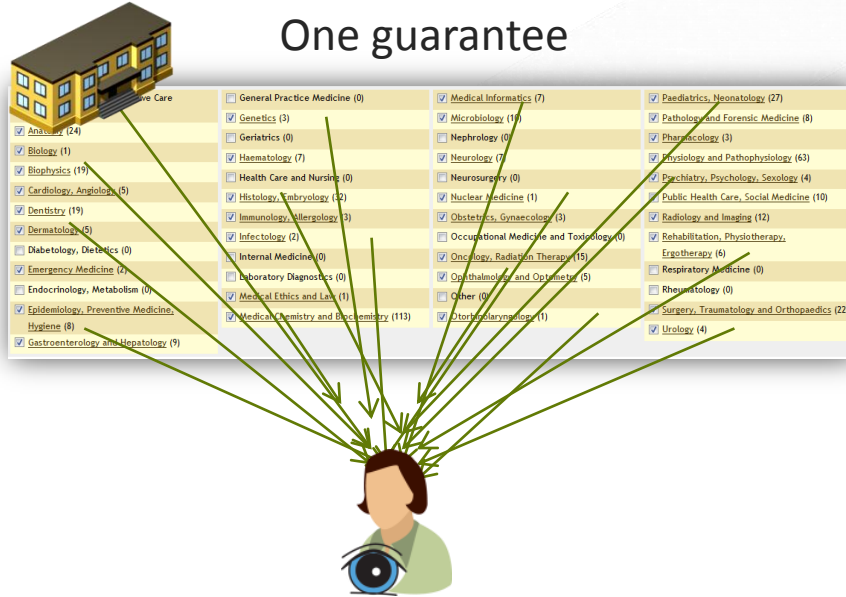 One guarantee
ve Care
Anatomy (24)
Biology (1)
Biophysics (19)
Cardiology, Angiology (5)
Dentistry (19)
Dermatology (5)
Diabetology, Dietetics (0)
Emergency Medicine (2)
Endocrinology, Metabolism (0)
Epidemiology, Preventive Medicine,
Hygiene (8)
Gastroenterology and Hepatology (9)
General Practice Medicine (0)
Genetics (3)
Geriatrics (0)
Haematology (7)
Health Care and Nursing (0)
Histology, Embryology (32)
Immunology, Allergology (3)
Infectology (2)
Internal Medicine (0)
Laboratory Diagnostics (0)
Medical Ethics and Law (1)
Medical Chemistry and Biochemistry (113)
Medical Informatics (7)
Microbiology
Nephrology (0)
Neurology (7)
Neurosurgery (0)
Nuclear Medicine (1)
Obstetrics, Gynaecology (3)
Occupational Medicine and Toxicology (0)
Oncology, Radiation Therapy (15)
Ophthalmology and Optometry (5)
Other (0)
Otorhinolaryngology (1)
Paediatrics, Neonatology (27)
Pathology and Forensic Medicine (8)
Pharmacology (3)
Physiology and Pathophysiology (63)
Psychiatry, Psychology, Sexology (4)
Public Health Care, Social Medicine (10)
Radiology and Imaging (12)
Rehabilitation, Physiotherapy,
Ergotherapy (6)
Respiratory Medicine (0)
Rheumatology (0)
Surgery, Traumatology and Orthopaedics (22
Urology (4)